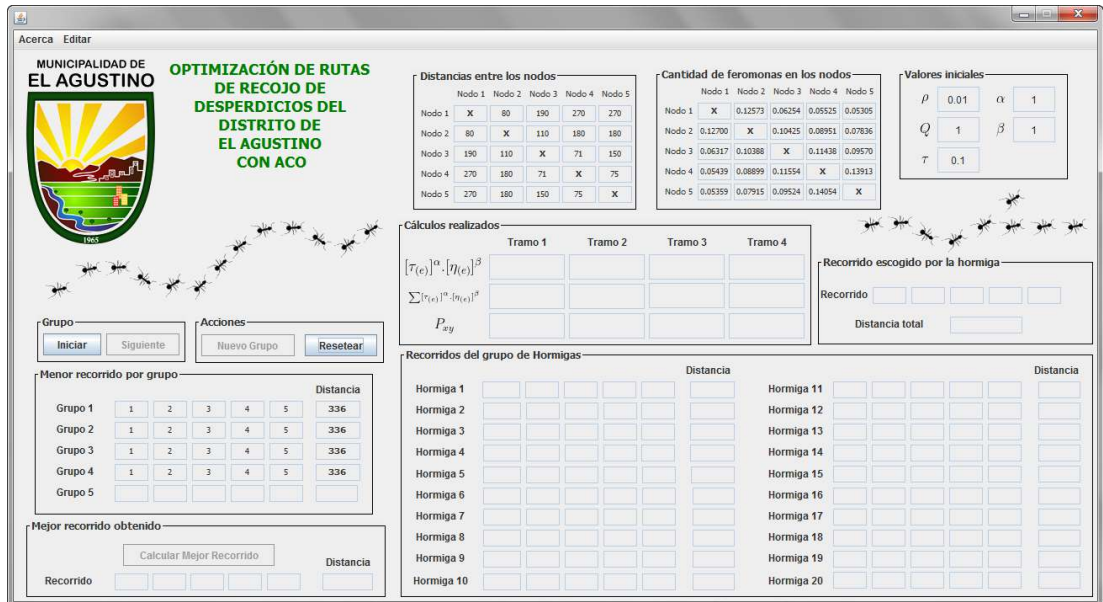 Acerca Editar
MUNICIPALIDAD DE
EL AGUSTINO
1965
OPTIMIZACIÓN DE RUTAS
DE RECOJO DE
DESPERDICIOS DEL
DISTRITO DE
EL AGUSTINO
CON ACO
Distancias entre los nodos
Nodo 1 Nodo 2 Nodo 3 Nodo 4 Nodo 5
Nodo 1 X 80 190 270 270
Nodo 2 80 X 110 180 180
Nodo 3 190 110 X 71 150
Nodo 4 270 180 71 X 75
Nodo 5 270 180 150 75 X
Cantidad de feromonas en los nodos
Nodo 1 Nodo 2 Nodo 3 Nodo 4 Nodo 5
Nodo 1 X 0.12573 0.06254 0.05525 0.05305
Nodo 2 0.12700 X 0.10425 0.08951 0.07836
Nodo 3 0.06317 0.10388 X 0.11438 0.09570
Nodo 4 0.05439 0.08899 0.11554 X 0.13913
Nodo 5 0.05359 0.07915 0.09524 0.14054 X
Valores iniciales
ρ 0.01 α 1
Q 1 β 1
τ 0.1
Cálculos realizados
Tramo 1 Tramo 2 Tramo 3 Tramo 4
[τ(e)]^α.[η(e)]^β
∑[τ(e)]^α.[η(e)]^β
Pxy
Recorrido escogido por la hormiga
Recorrido
Distancia total
Grupo
Iniciar Siguiente
Acciones
Nuevo Grupo Resetear
Menor recorrido por grupo
Distancia
Grupo 1 1 2 3 4 5 336
Grupo 2 1 2 3 4 5 336
Grupo 3 1 2 3 4 5 336
Grupo 4 1 2 3 4 5 336
Grupo 5
Mejor recorrido obtenido
Calcular Mejor Recorrido
Distancia
Recorrido
Recorridos del grupo de Hormigas
Distancia Distancia
Hormiga 1 Hormiga 11
Hormiga 2 Hormiga 12
Hormiga 3 Hormiga 13
Hormiga 4 Hormiga 14
Hormiga 5 Hormiga 15
Hormiga 6 Hormiga 16
Hormiga 7 Hormiga 17
Hormiga 8 Hormiga 18
Hormiga 9 Hormiga 19
Hormiga 10 Hormiga 20